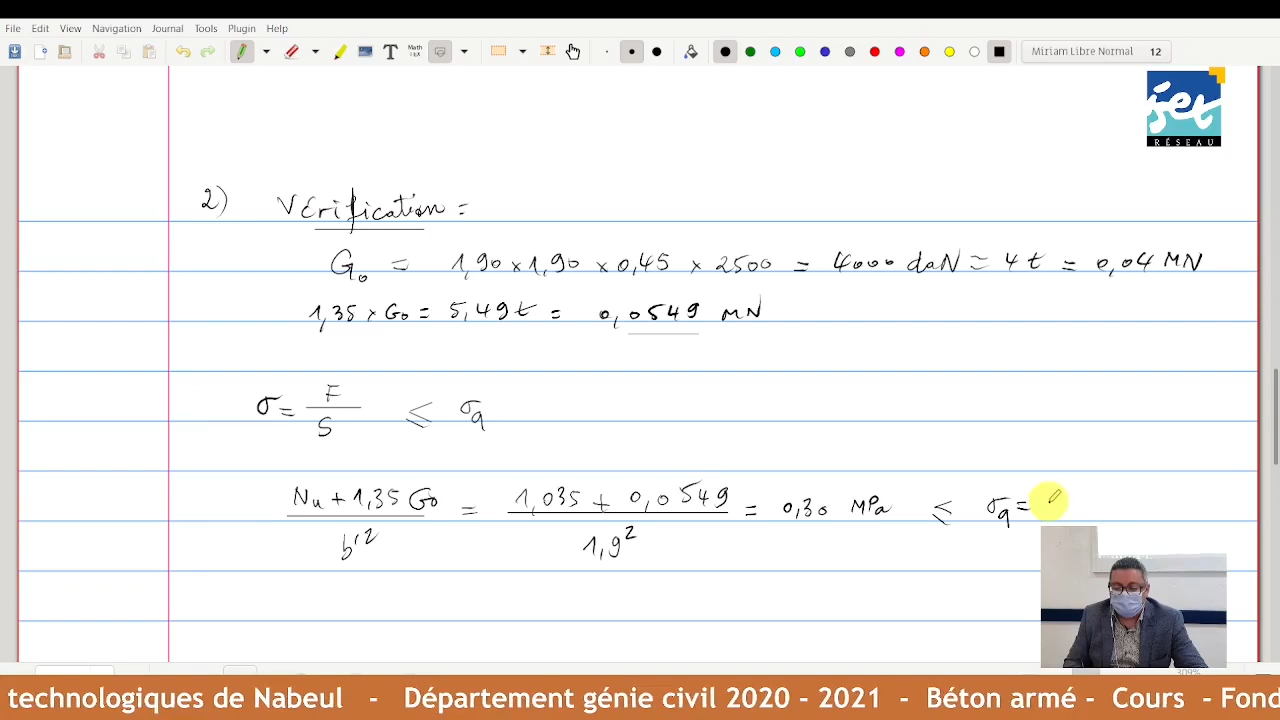 File Edit View Navigation Journal Tools Plugin Help
T Math Miriam Libre Normal 12
iset
RÉSEAU
2) Vérification =
G₀ = 1,90 × 1,90 × 0,45 × 2500 = 4000 daN ≈ 4 t = 0,04 MN
1,35 × G₀ = 5,49 t = 0,0549 MN
σ = F / S ⩽ σq
(Nu + 1,35 G₀) / b'² = (1,035 + 0,0549) / 1,9² = 0,30 MPa ⩽ σq =
309%
technologiques de Nabeul - Département génie civil 2020 - 2021 - Béton armé - Cours - Fond